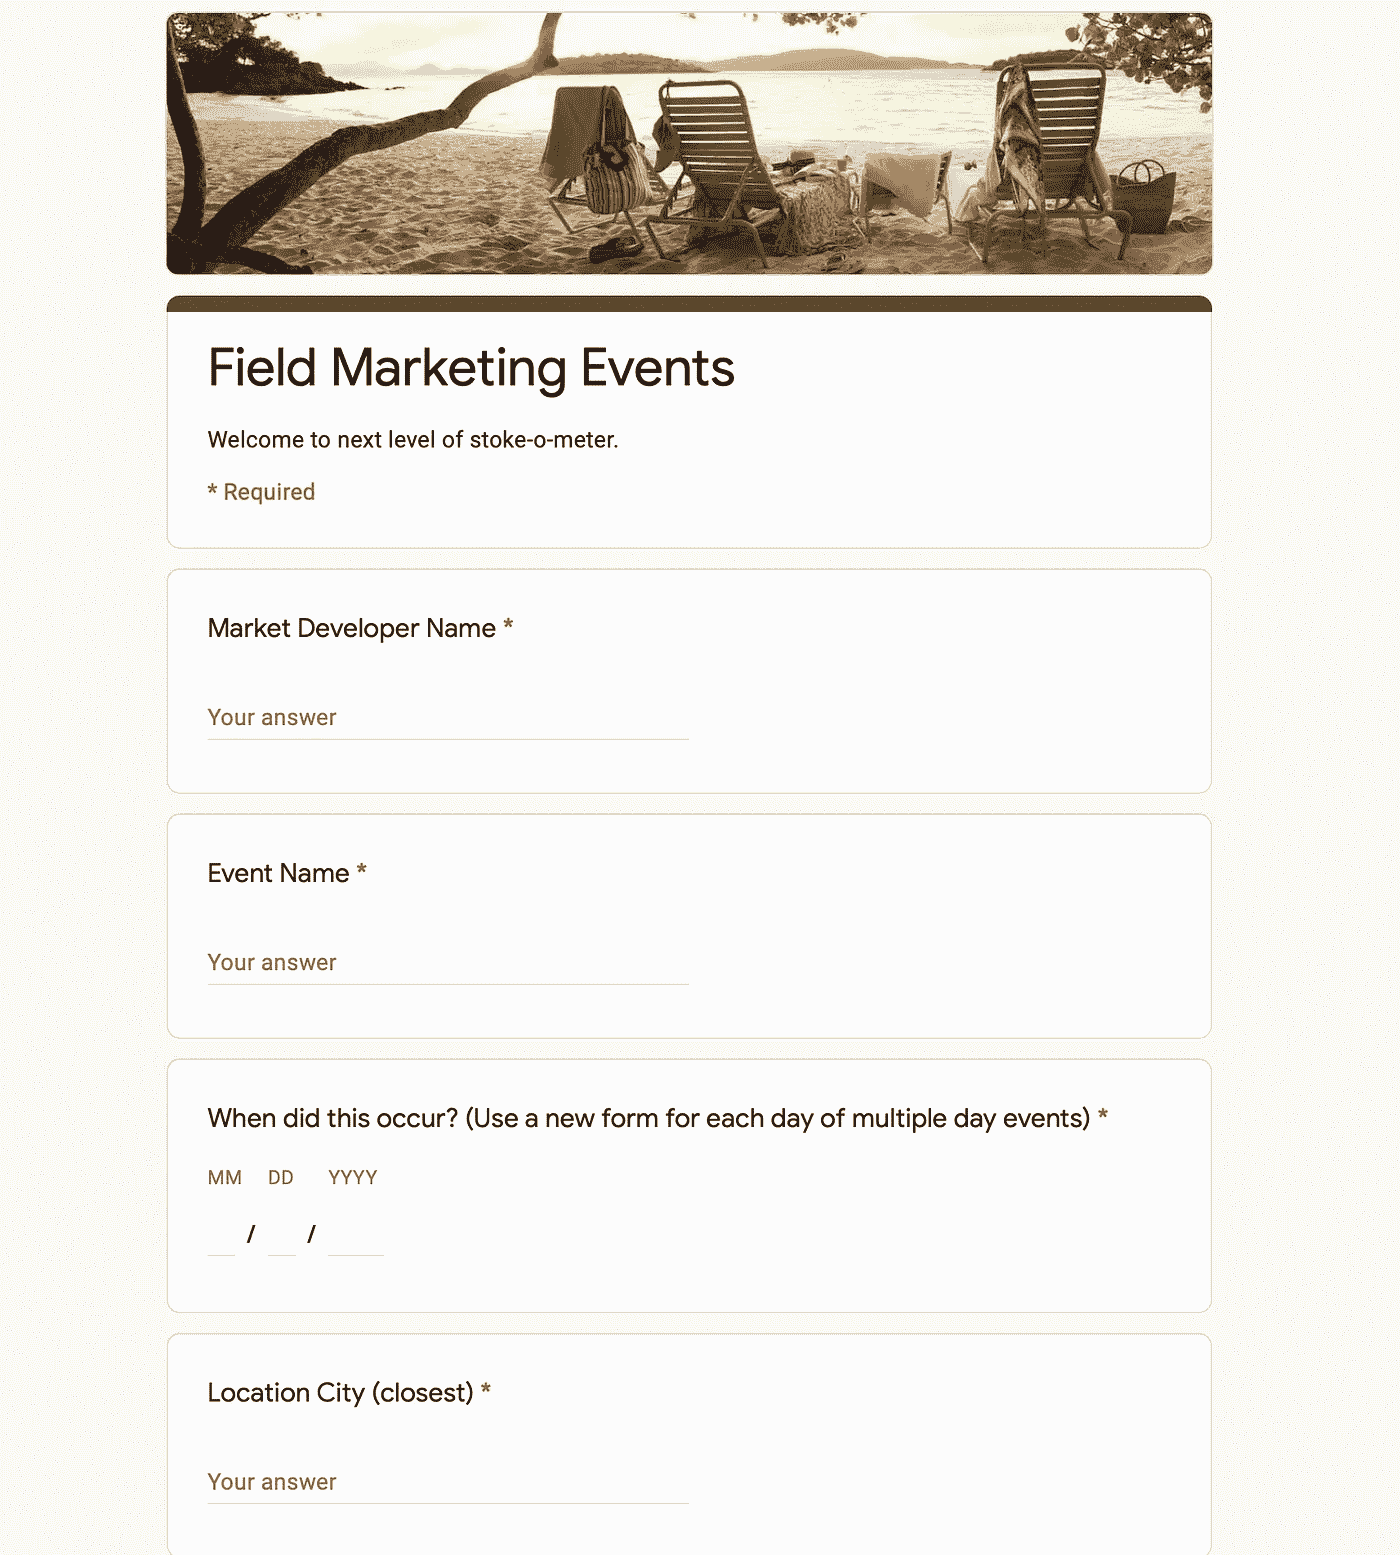 Field Marketing Events
Welcome to next level of stoke-o-meter.
* Required
Market Developer Name *
Your answer
Event Name *
Your answer
When did this occur? (Use a new form for each day of multiple day events) *
MM DD YYYY
/ /
Location City (closest) *
Your answer